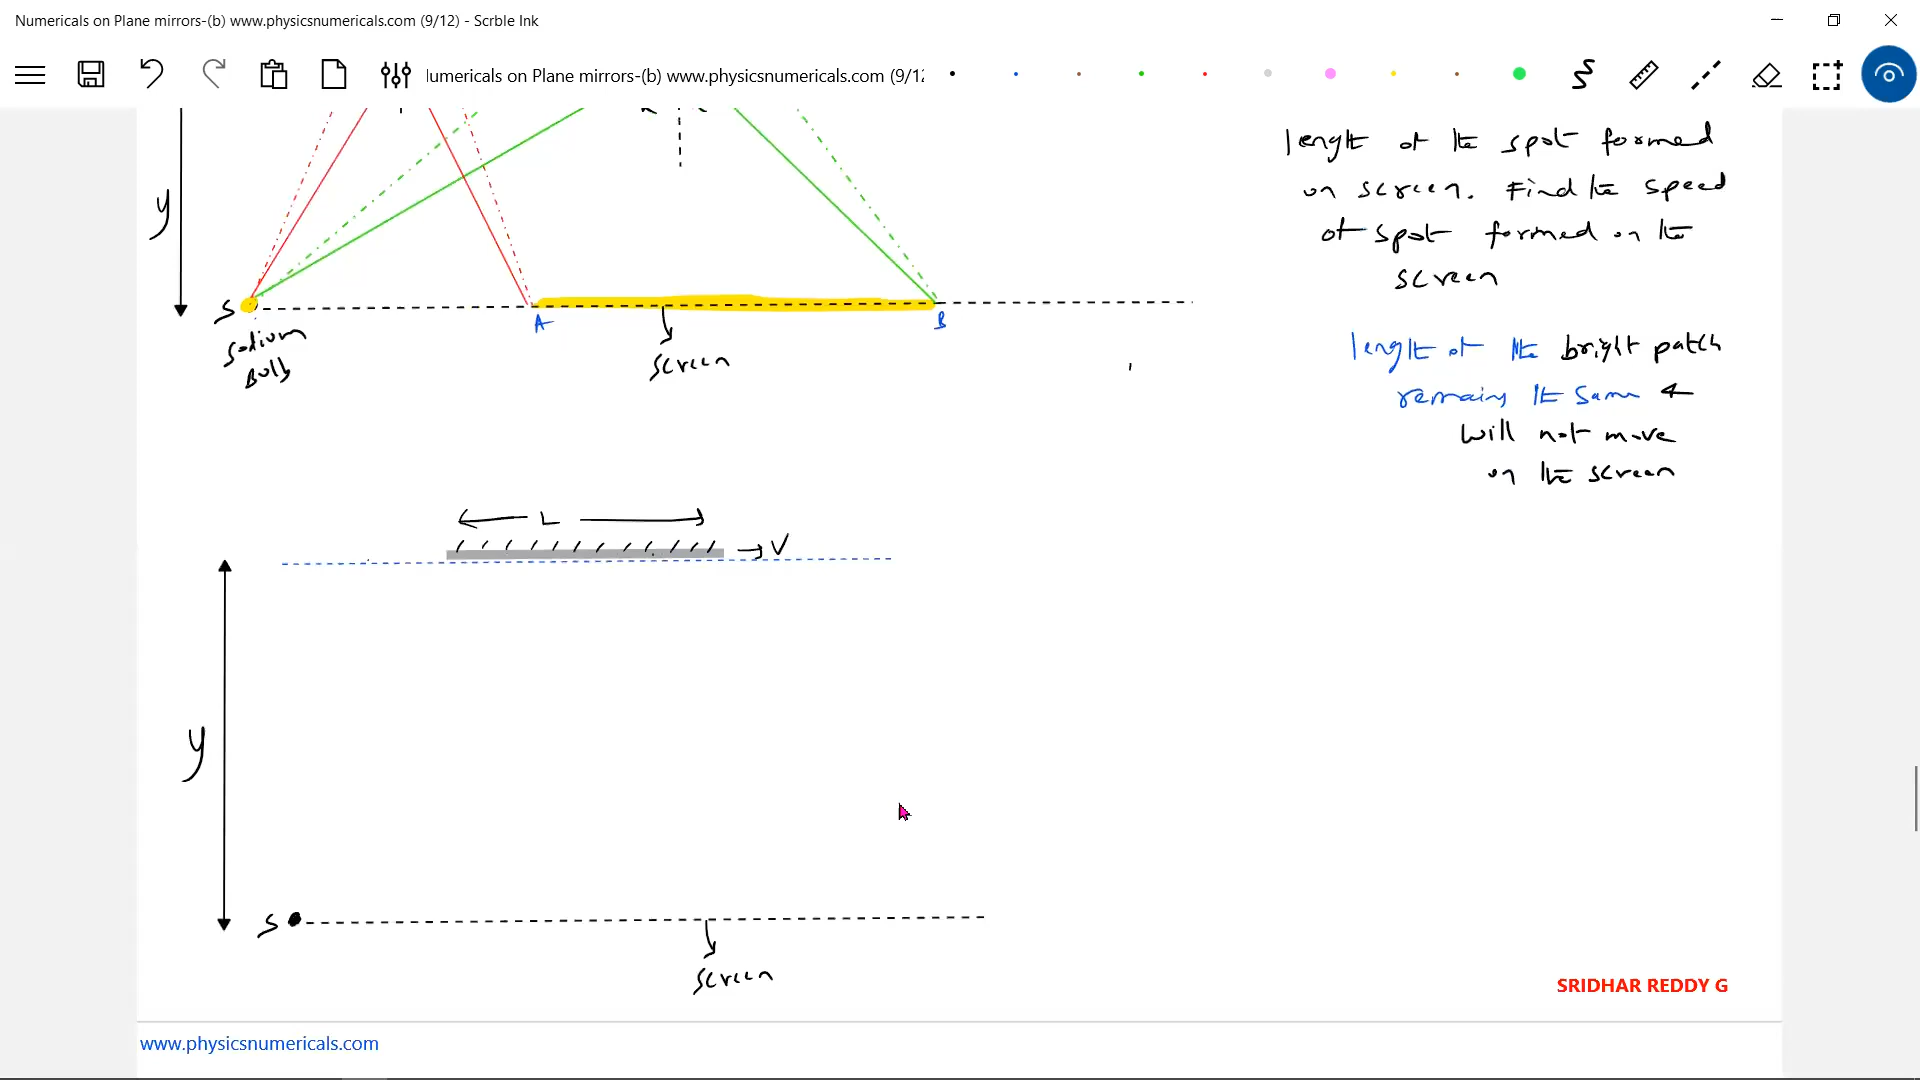 Numericals on Plane mirrors-(b) www.physicsnumericals.com (9/12) - Scrble Ink
umericals on Plane mirrors-(b) www.physicsnumericals.com (9/12
length of the spot formed
on screen. Find the speed
of spot formed on the
screen
y
S
Sodium
Bulb
A
B
screen
length of the bright patch
remains the same &
will not move
on the screen
L
V
y
S
screen
SRIDHAR REDDY G
www.physicsnumericals.com